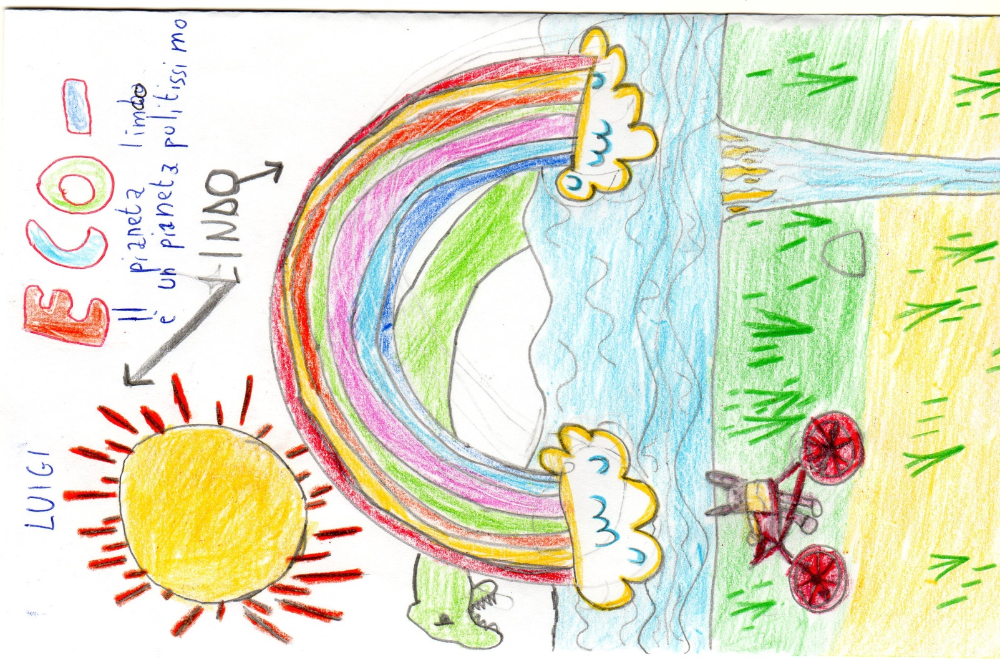 LUIGI
ECO-
Il pianeta lindo
è un pianeta pulitissimo
LINDO